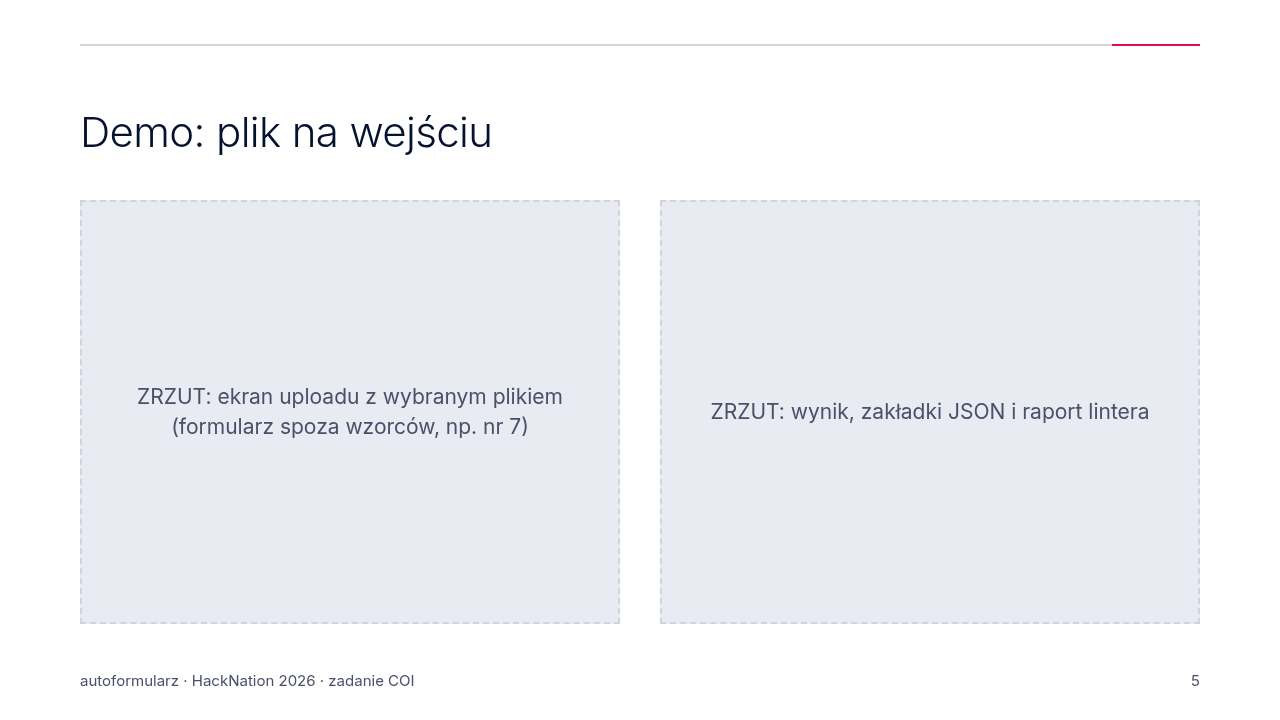 Demo: plik na wejściu
ZRZUT: ekran uploadu z wybranym plikiem
(formularz spoza wzorców, np. nr 7)
ZRZUT: wynik, zakładki JSON i raport lintera
autoformularz · HackNation 2026 · zadanie COI
5